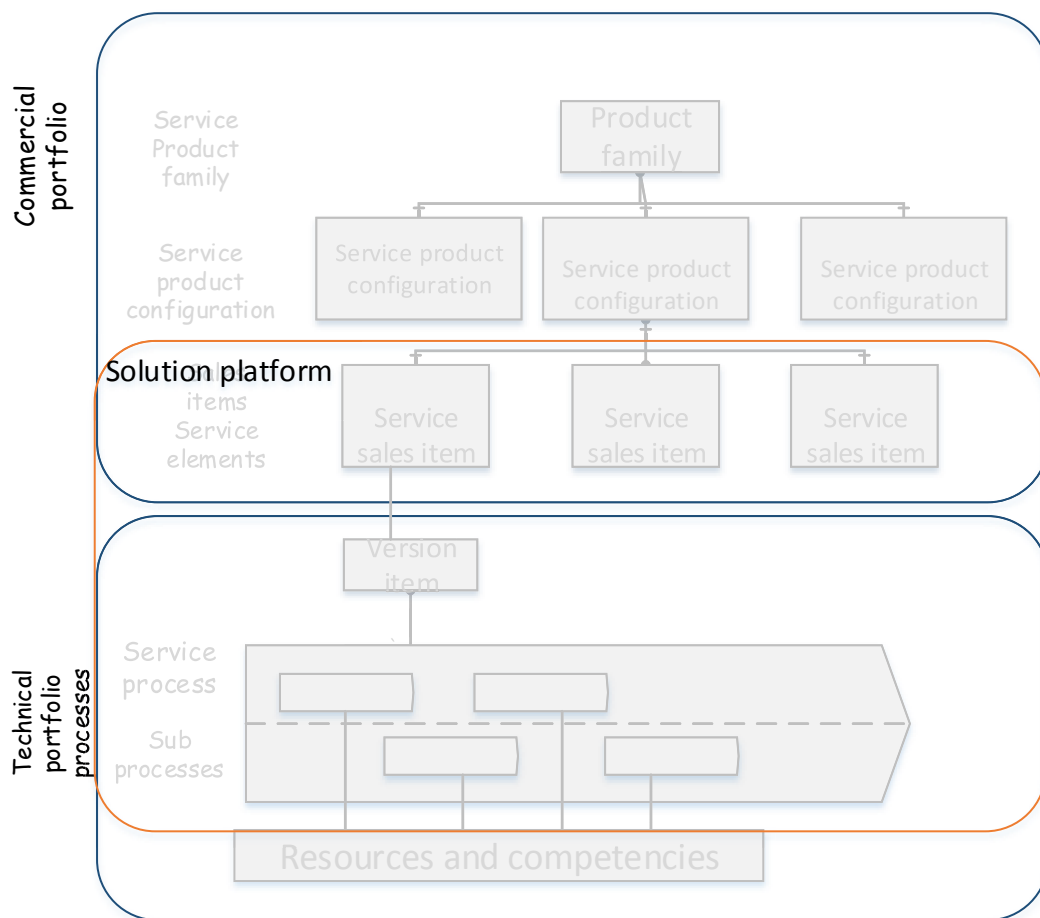 Commercial
portfolio
Service
Product
family
Product
family
Service
product
configuration
Service product
configuration
Service product
configuration
Service product
configuration
Solution platform
Sales
items
Service
elements
Service
sales item
Service
sales item
Service
sales item
Version
item
Technical
portfolio
processes
Service
process
Sub
processes
Resources and competencies